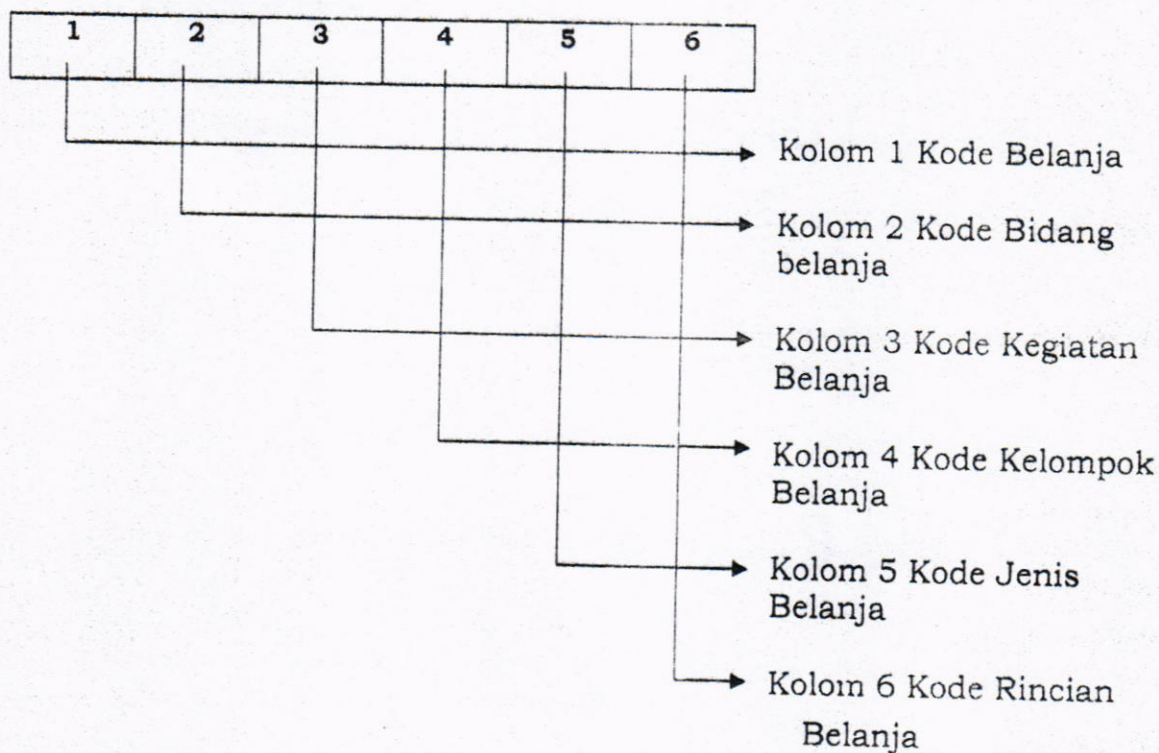 1 2 3 4 5 6
Kolom 1 Kode Belanja
Kolom 2 Kode Bidang
belanja
Kolom 3 Kode Kegiatan
Belanja
Kolom 4 Kode Kelompok
Belanja
Kolom 5 Kode Jenis
Belanja
Kolom 6 Kode Rincian
Belanja